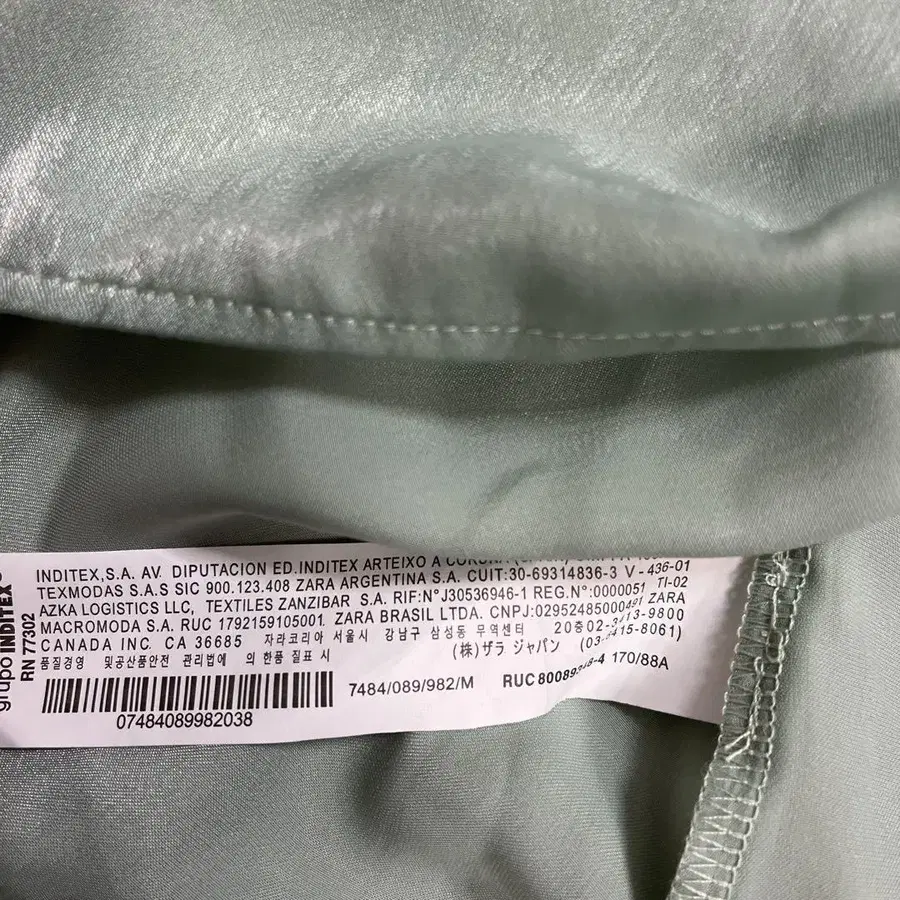 grupo INDITEX®
RN 77302
INDITEX,S.A. AV. DIPUTACION ED.INDITEX ARTEIXO A
TEXMODAS S.A.S SIC 900.123.408 ZARA ARGENTINA S.A. CUIT:30-69314836-3 V-436-01
AZKA LOGISTICS LLC, TEXTILES ZANZIBAR S.A. RIF:N°J30536946-1 REG.N°:0000051 TI-02
MACROMODA S.A. RUC 1792159105001. ZARA BRASIL LTDA. CNPJ:02952485000491 ZARA
CANADA INC. CA 36685 자라코리아 서울시 강남구 삼성동 무역센터 20층02-3413-9800
품질경영 및공산품안전 관리법에 의한품질표시 (株)ザラ ジャパン (03-5415-8061)
7484/089/982/M RUC 170/88A
07484089982038